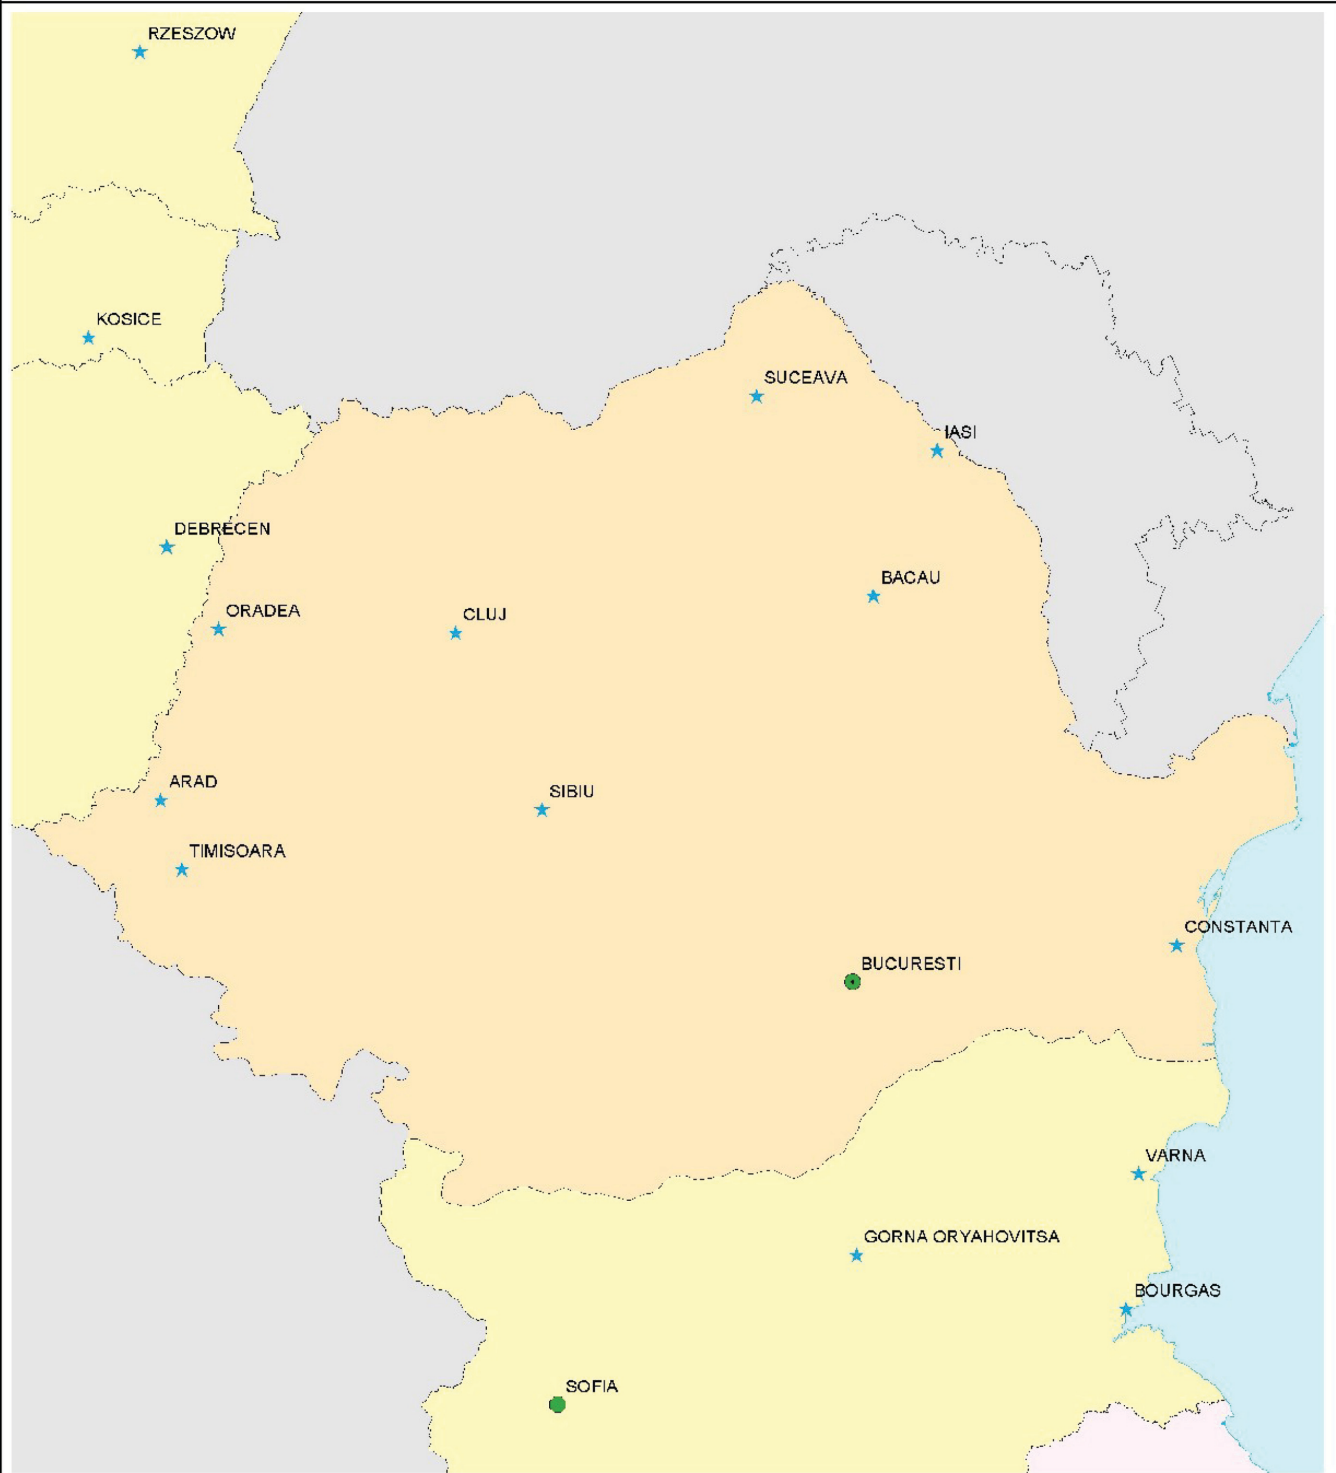 RZESZOW
KOSICE
SUCEAVA
IASI
DEBRECEN
BACAU
ORADEA
CLUJ
ARAD
SIBIU
TIMISOARA
CONSTANTA
BUCURESTI
VARNA
GORNA ORYAHOVITSA
BOURGAS
SOFIA